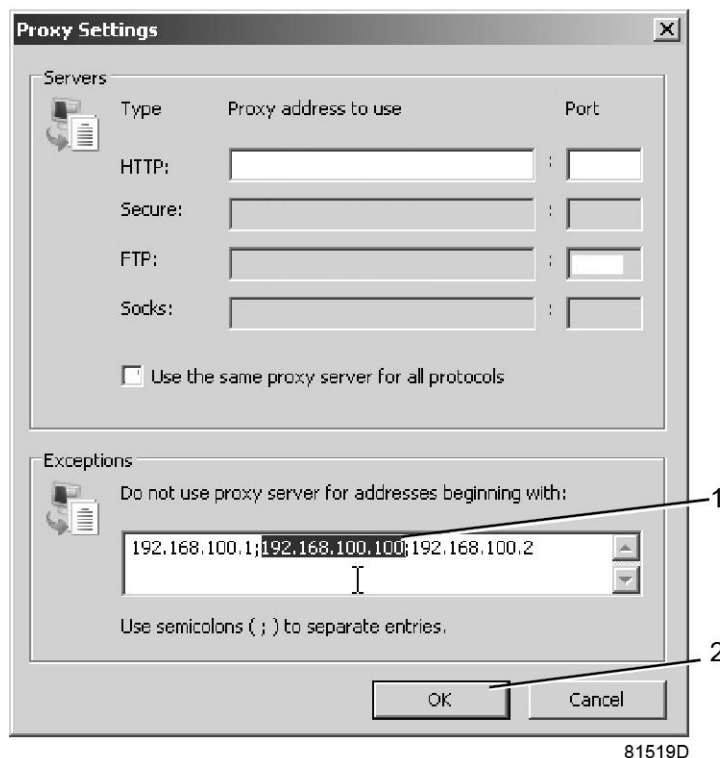 Proxy Settings
Servers
Type Proxy address to use Port
HTTP: :
Secure: :
FTP: :
Socks: :
Use the same proxy server for all protocols
Exceptions
Do not use proxy server for addresses beginning with:
1
192.168.100.1;192.168.100.100;192.168.100.2
Use semicolons ( ; ) to separate entries.
2
OK Cancel
81519D